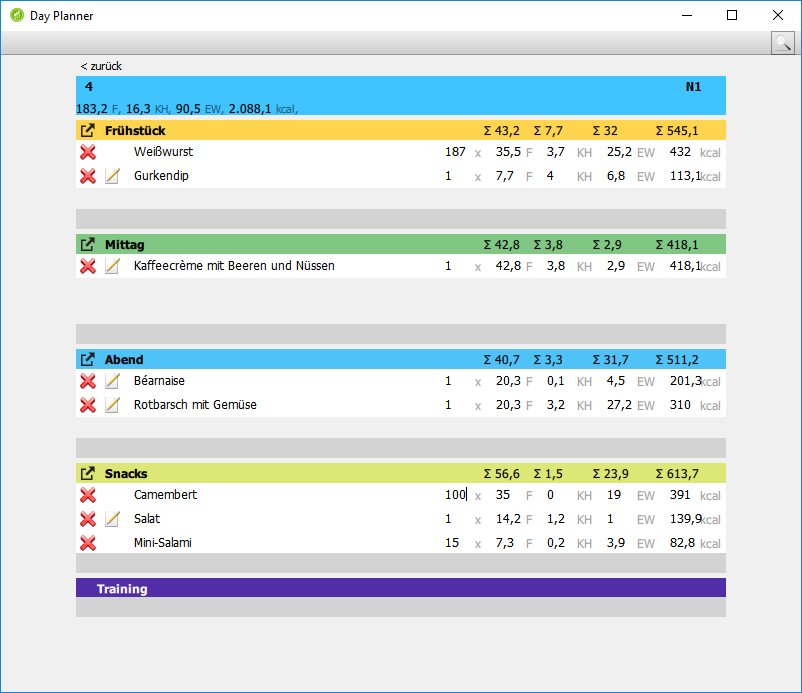 Day Planner
< zurück
4 N1
183,2 F, 16,3 KH, 90,5 EW, 2.088,1 kcal,
Frühstück Σ 43,2 Σ 7,7 Σ 32 Σ 545,1
Weißwurst 187 x 35,5 F 3,7 KH 25,2 EW 432 kcal
Gurkendip 1 x 7,7 F 4 KH 6,8 EW 113,1 kcal
Mittag Σ 42,8 Σ 3,8 Σ 2,9 Σ 418,1
Kaffeecrème mit Beeren und Nüssen 1 x 42,8 F 3,8 KH 2,9 EW 418,1 kcal
Abend Σ 40,7 Σ 3,3 Σ 31,7 Σ 511,2
Béarnaise 1 x 20,3 F 0,1 KH 4,5 EW 201,3 kcal
Rotbarsch mit Gemüse 1 x 20,3 F 3,2 KH 27,2 EW 310 kcal
Snacks Σ 56,6 Σ 1,5 Σ 23,9 Σ 613,7
Camembert 100 x 35 F 0 KH 19 EW 391 kcal
Salat 1 x 14,2 F 1,2 KH 1 EW 139,9 kcal
Mini-Salami 15 x 7,3 F 0,2 KH 3,9 EW 82,8 kcal
Training